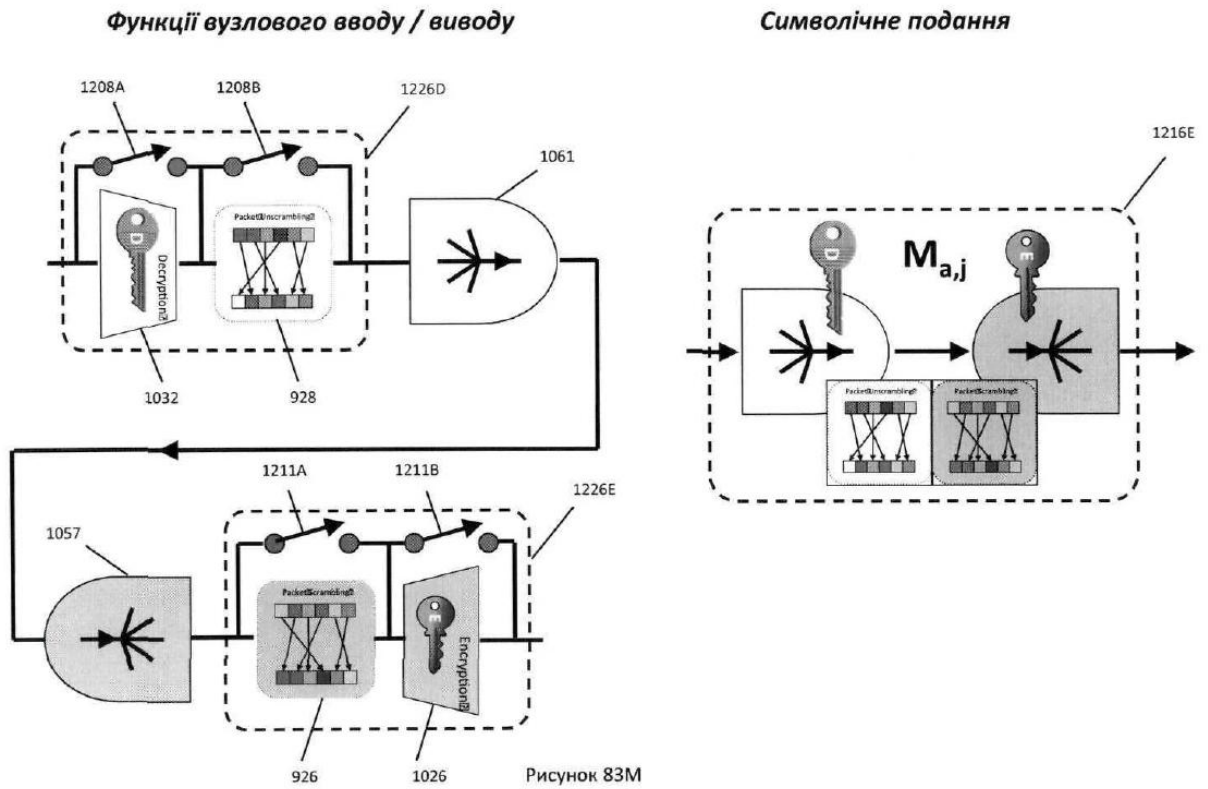 Функції вузлового вводу / виводу
Символічне подання
1208A
1208B
1226D
1061
1216E
D
Decryption
Packet Unscrambling
1032
928
D
E
Ma,j
Packet Unscrambling
Packet Scrambling
1211A
1211B
1226E
1057
Packet Scrambling
E
Encryption
926
1026
Рисунок 83М